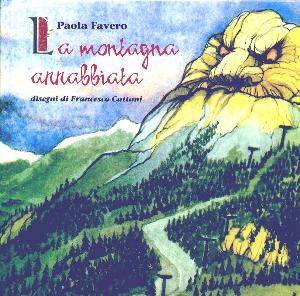 Paola Favero
La montagna
arrabbiata
disegni di Francesco Cattani